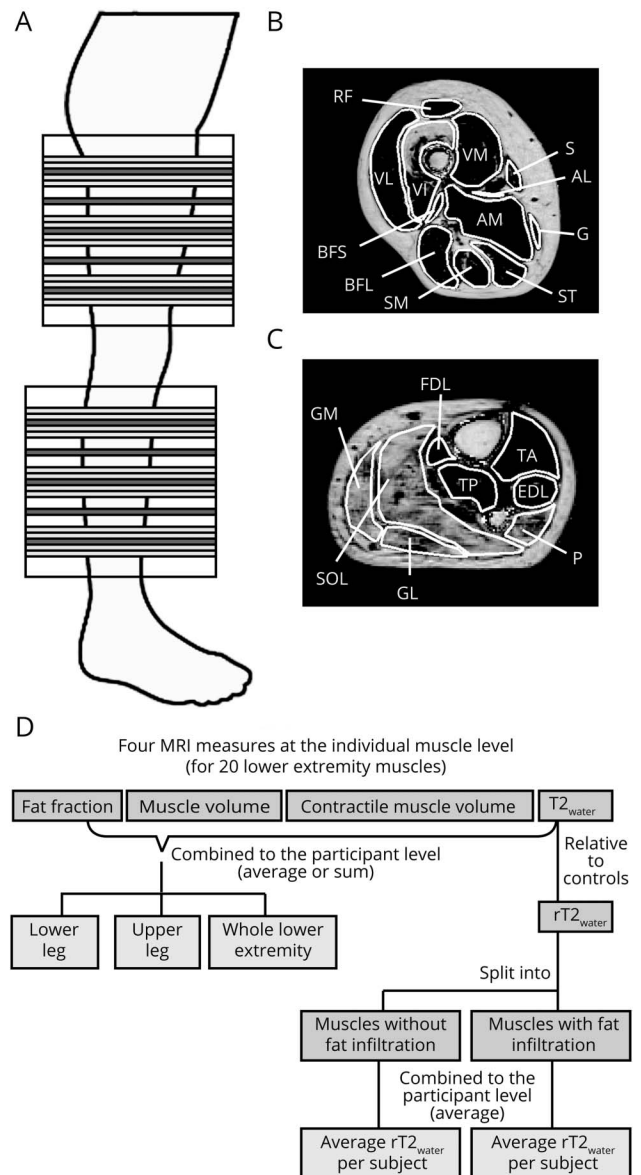 A
B
RF
VM
S
VL
VI
AL
AM
G
BFS
BFL
SM
ST
C
FDL
GM
TA
TP
EDL
SOL
GL
P
D
Four MRI measures at the individual muscle level
(for 20 lower extremity muscles)
Fat fraction
Muscle volume
Contractile muscle volume
T2water
Combined to the participant level
(average or sum)
Relative
to
controls
Lower
leg
Upper
leg
Whole lower
extremity
rT2water
Split into
Muscles without
fat infiltration
Muscles with fat
infiltration
Combined to the
participant level
(average)
Average rT2water
per subject
Average rT2water
per subject